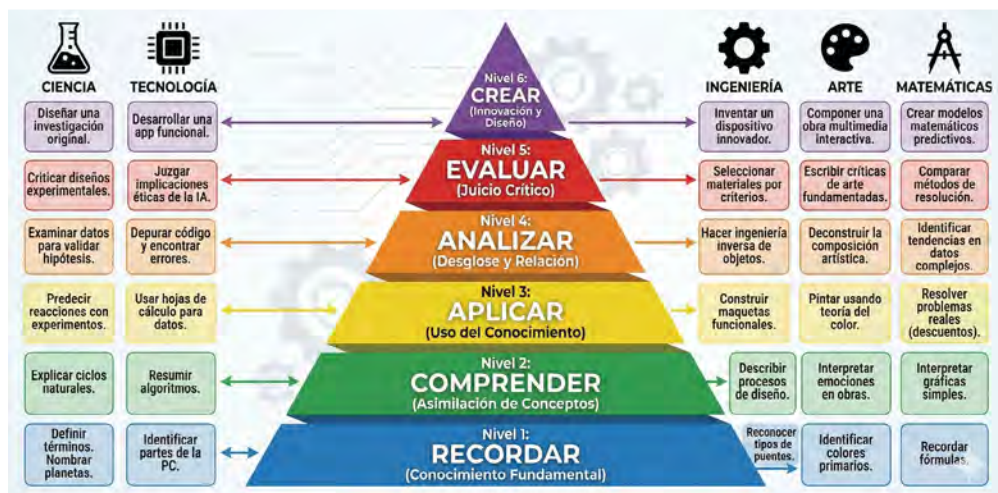 CIENCIA
TECNOLOGÍA
INGENIERÍA
ARTE
MATEMÁTICAS
Diseñar una
investigación
original.
Desarrollar una
app funcional.
Nivel 6:
CREAR
(Innovación y
Diseño)
Inventar un
dispositivo
innovador.
Componer una
obra multimedia
interactiva.
Crear modelos
matemáticos
predictivos.
Criticar diseños
experimentales.
Juzgar
implicaciones
éticas de la IA.
Nivel 5:
EVALUAR
(Juicio Crítico)
Seleccionar
materiales por
criterios.
Escribir críticas
de arte
fundamentadas.
Comparar
métodos de
resolución.
Examinar datos
para validar
hipótesis.
Depurar código
y encontrar
errores.
Nivel 4:
ANALIZAR
(Desglose y Relación)
Hacer ingeniería
inversa de
objetos.
Deconstruir la
composición
artística.
Identificar
tendencias en
datos complejos.
Predecir
reacciones con
experimentos.
Usar hojas de
cálculo para
datos.
Nivel 3:
APLICAR
(Uso del Conocimiento)
Construir
maquetas
funcionales.
Pintar usando
teoría del
color.
Resolver
problemas
reales
(descuentos).
Explicar ciclos
naturales.
Resumir
algoritmos.
Nivel 2:
COMPRENDER
(Asimilación de Conceptos)
Describir
procesos
de diseño.
Interpretar
emociones
en obras.
Interpretar
gráficas
simples.
Definir
términos.
Nombrar
planetas.
Identificar
partes de la
PC.
Nivel 1:
RECORDAR
(Conocimiento Fundamental)
Reconocer
tipos de
puentes.
Identificar
colores
primarios.
Recordar
fórmulas.